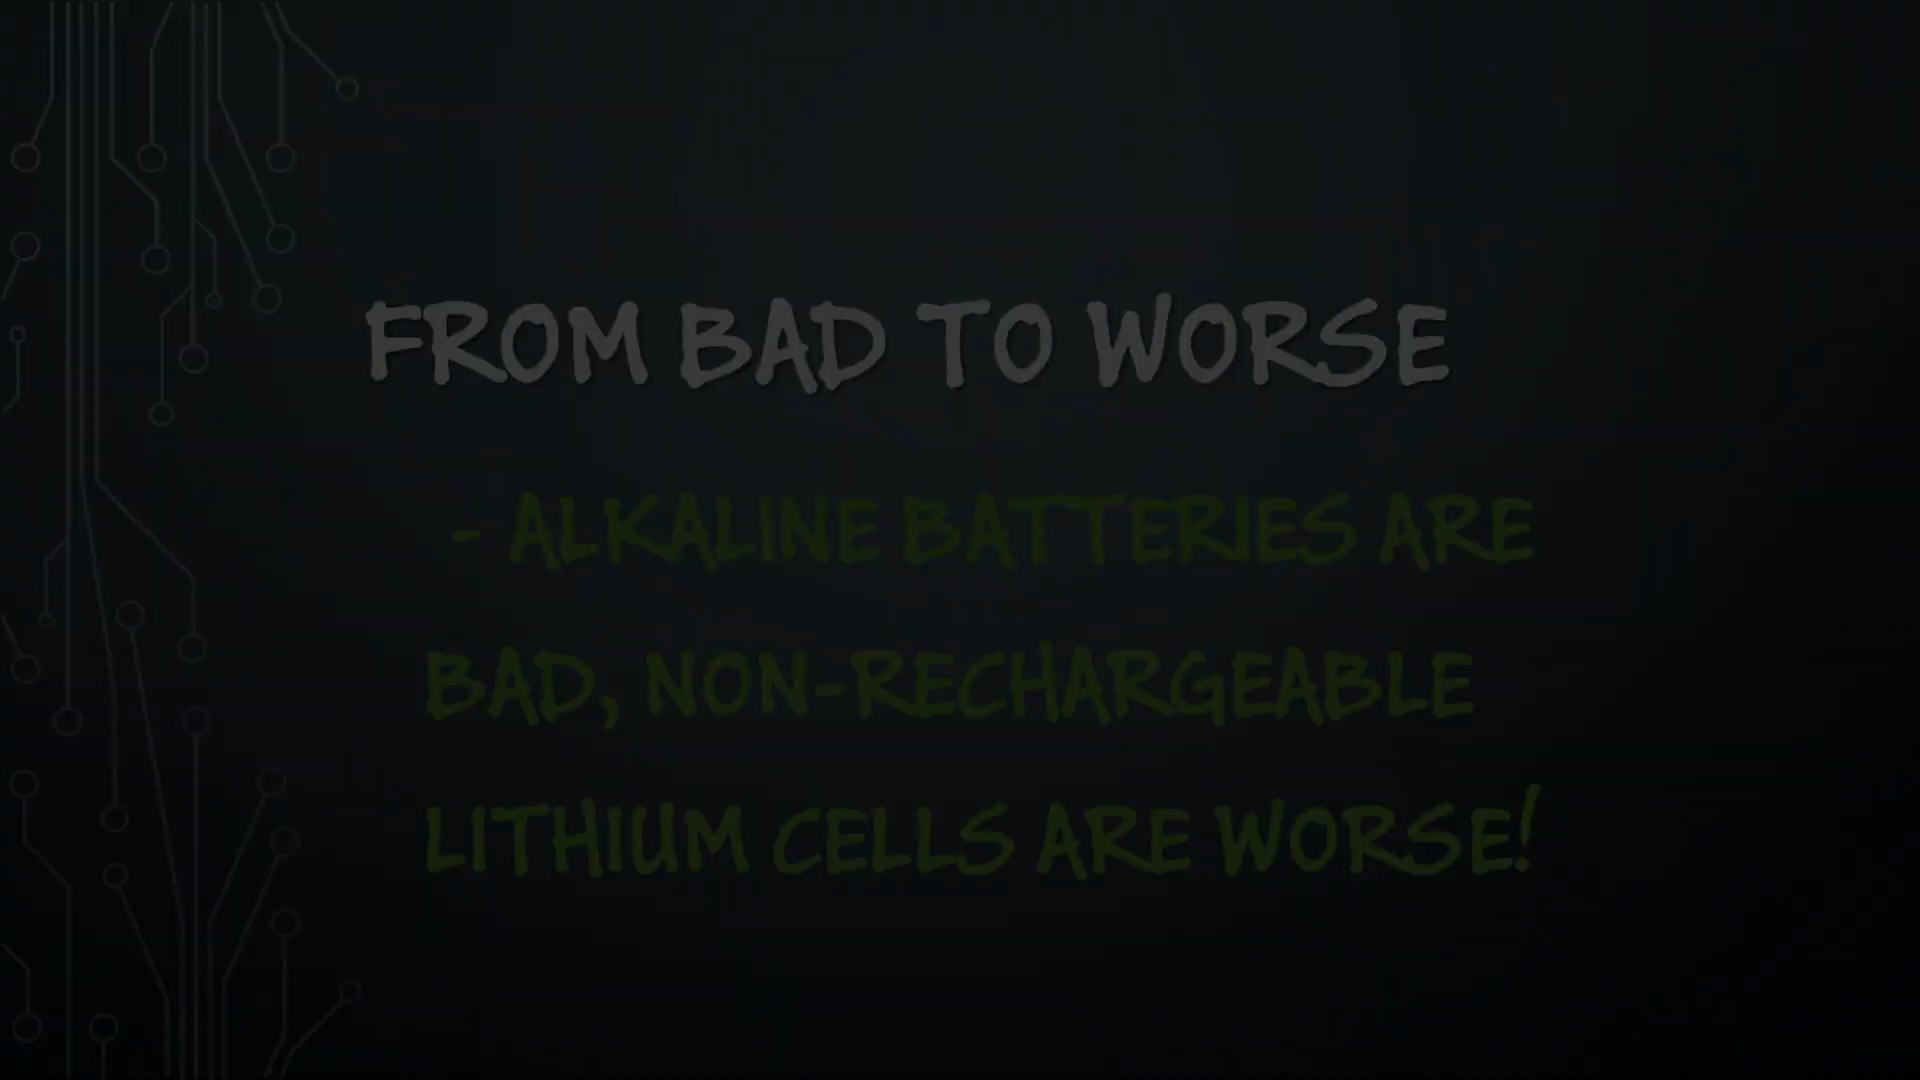 FROM BAD TO WORSE
- ALKALINE BATTERIES ARE
BAD, NON-RECHARGEABLE
LITHIUM CELLS ARE WORSE!